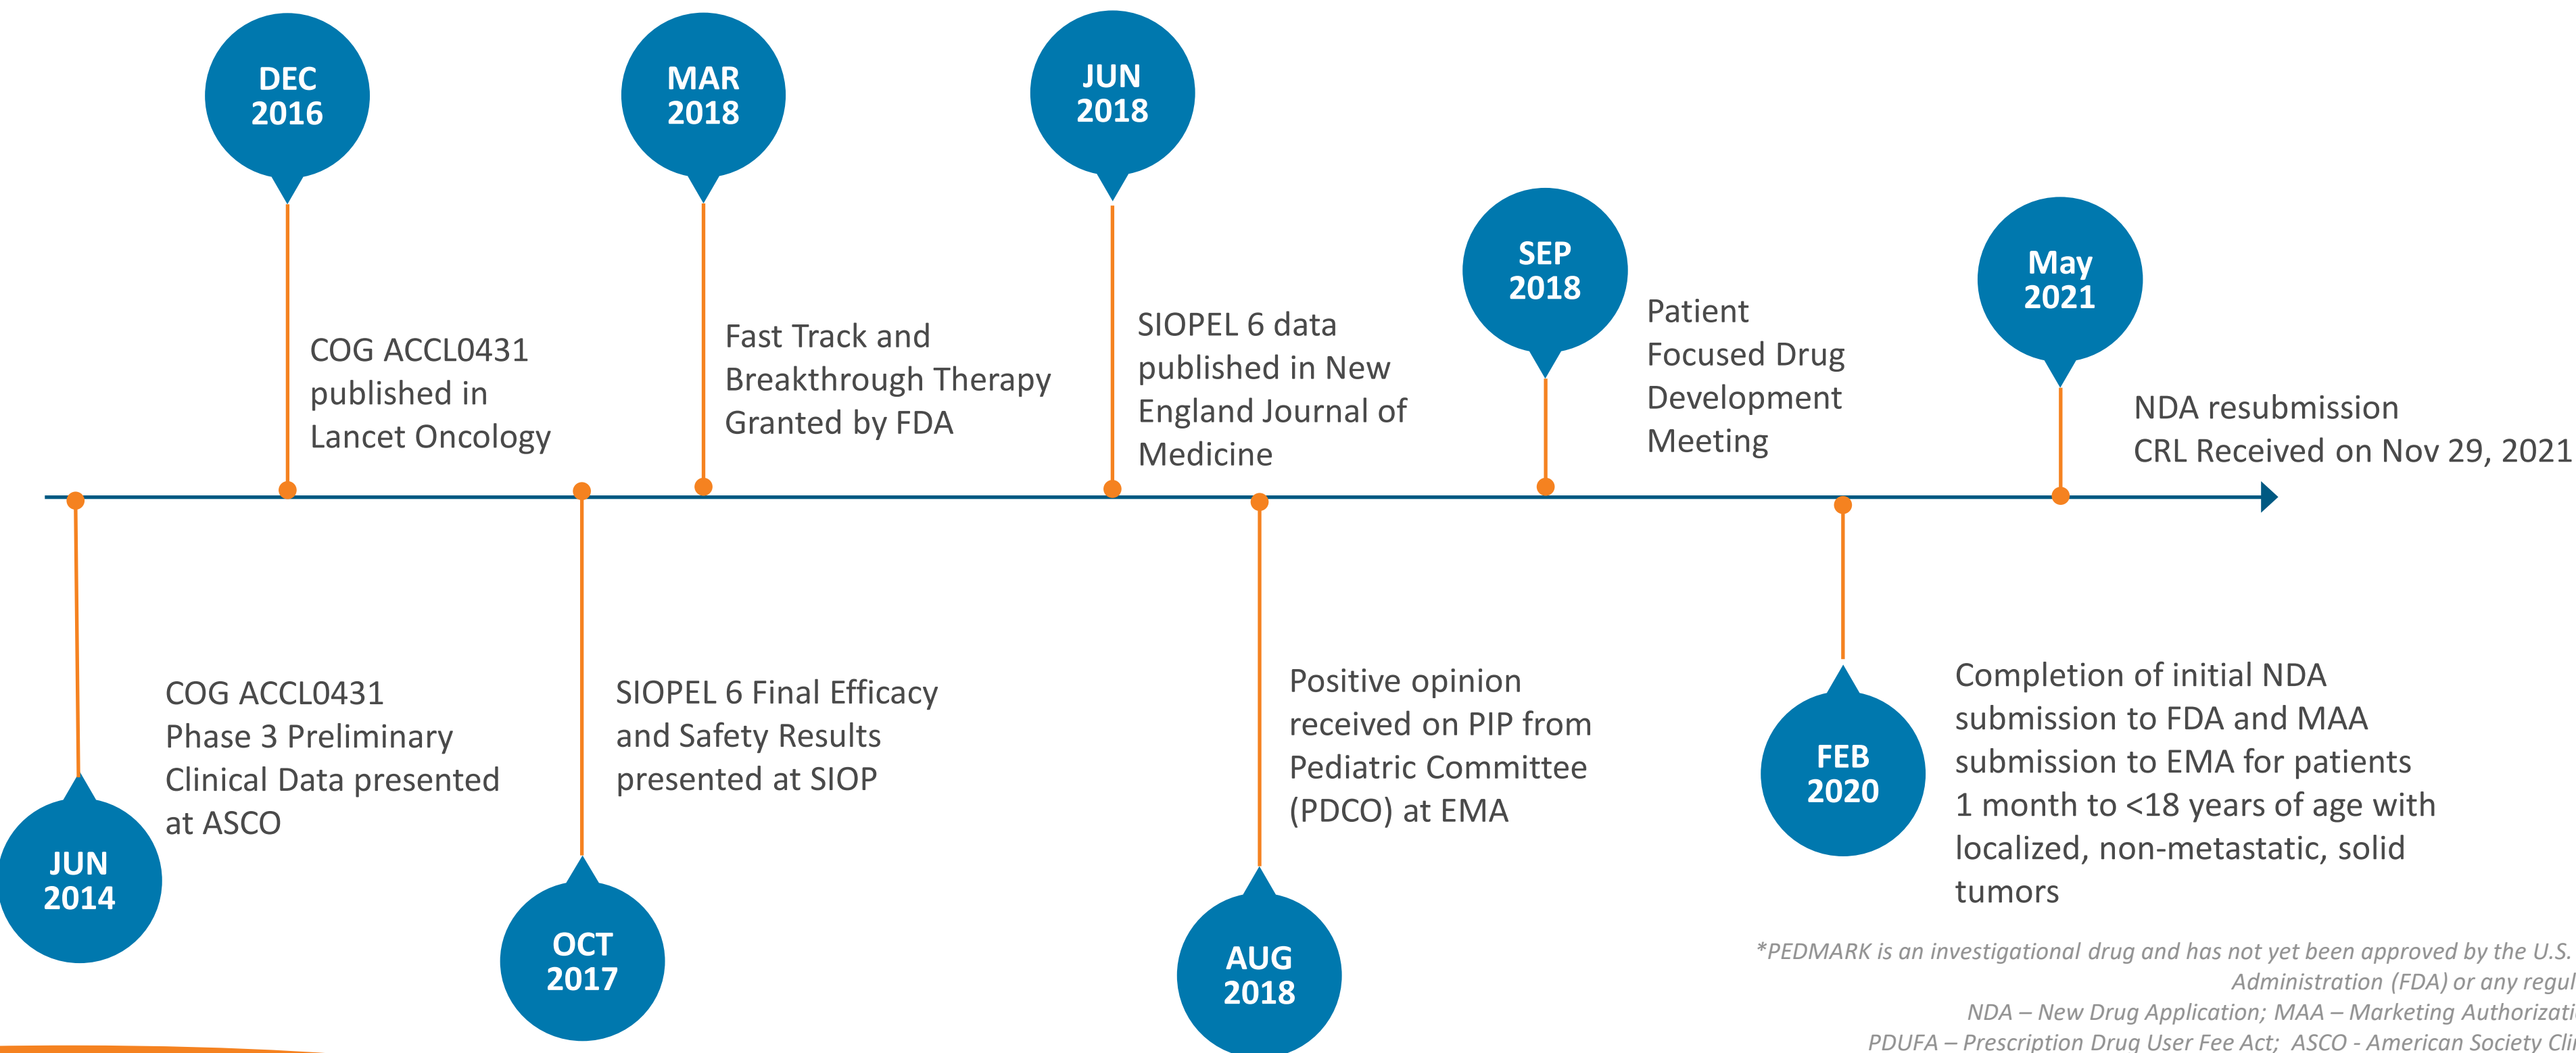 DEC
2016
COG ACCL0431
published in
Lancet Oncology
MAR
2018
Fast Track and
Breakthrough Therapy
Granted by FDA
JUN
2018
SIOPEL 6 data
published in New
England Journal of
Medicine
SEP
2018
Patient
Focused Drug
Development
Meeting
May
2021
NDA resubmission
CRL Received on Nov 29, 2021
JUN
2014
COG ACCL0431
Phase 3 Preliminary
Clinical Data presented
at ASCO
OCT
2017
SIOPEL 6 Final Efficacy
and Safety Results
presented at SIOP
AUG
2018
Positive opinion
received on PIP from
Pediatric Committee
(PDCO) at EMA
FEB
2020
Completion of initial NDA
submission to FDA and MAA
submission to EMA for patients
1 month to <18 years of age with
localized, non-metastatic, solid
tumors
*PEDMARK is an investigational drug and has not yet been approved by the U.S.
Administration (FDA) or any regul
NDA – New Drug Application; MAA – Marketing Authorizati
PDUFA – Prescription Drug User Fee Act; ASCO - American Society Cli